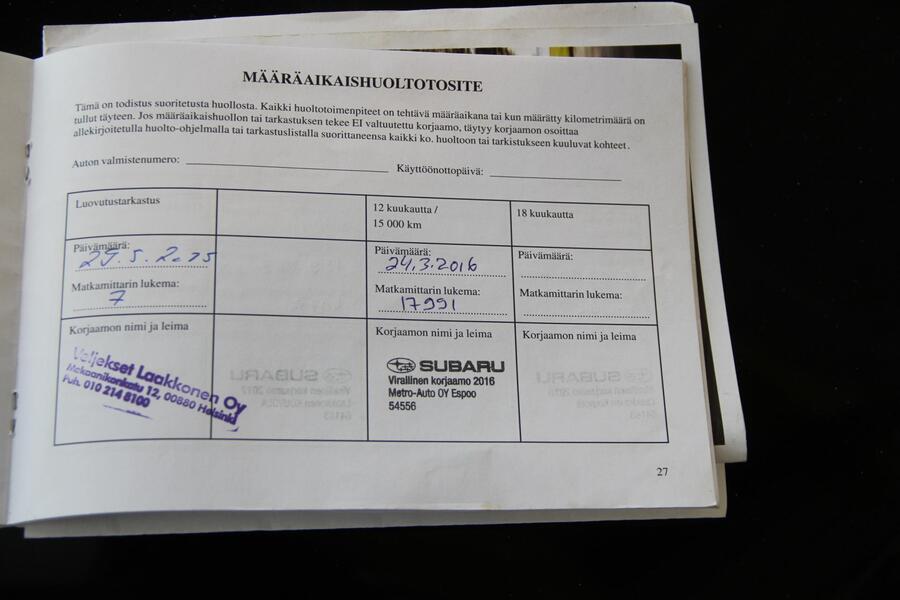 MÄÄRÄAIKAISHUOLTOTOSITE
Tämä on todistus suoritetusta huollosta. Kaikki huoltotoimenpiteet on tehtävä määräaikana tai kun määrätty kilometrimäärä on
tullut täyteen. Jos määräaikaishuollon tai tarkastuksen tekee EI valtuutettu korjaamo, täytyy korjaamon osoittaa
allekirjoitetulla huolto-ohjelmalla tai tarkastuslistalla suorittaneensa kaikki ko. huoltoon tai tarkistukseen kuuluvat kohteet.
Auton valmistenumero:
Käyttöönottopäivä:
Luovutustarkastus
Päivämäärä:
Matkamittarin lukema:
7
Korjaamon nimi ja leima
Veljekset Laakkonen Oy
Mekaanikonkatu 12, 00880 Helsinki
Puh. 010 214 8100
12 kuukautta /
15 000 km
Päivämäärä:
24.3.2016
Matkamittarin lukema:
17991
Korjaamon nimi ja leima
SUBARU
Virallinen korjaamo 2016
Metro-Auto OY Espoo
54556
18 kuukautta
Päivämäärä:
Matkamittarin lukema:
Korjaamon nimi ja leima
27